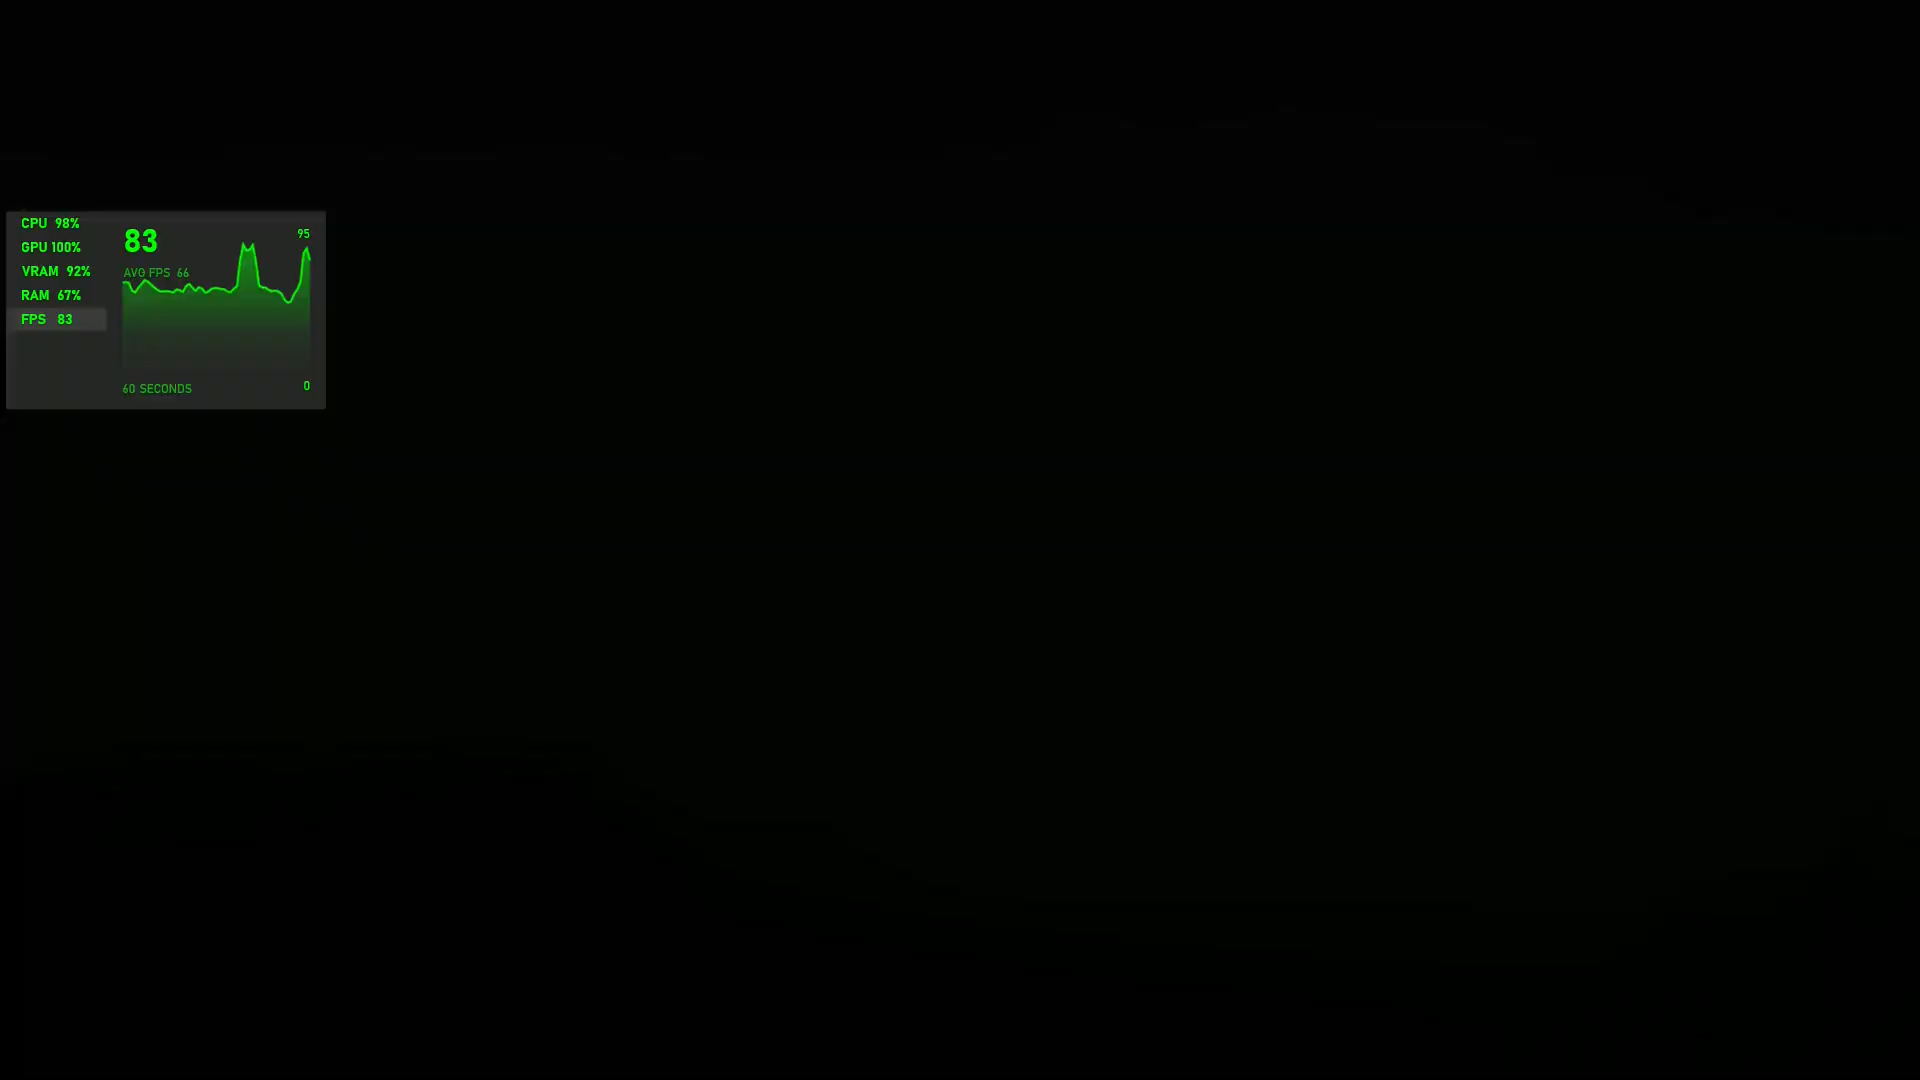 CPU 98%
GPU 100%
VRAM 92%
RAM 67%
FPS 83
83
95
AVG FPS 66
60 SECONDS
0